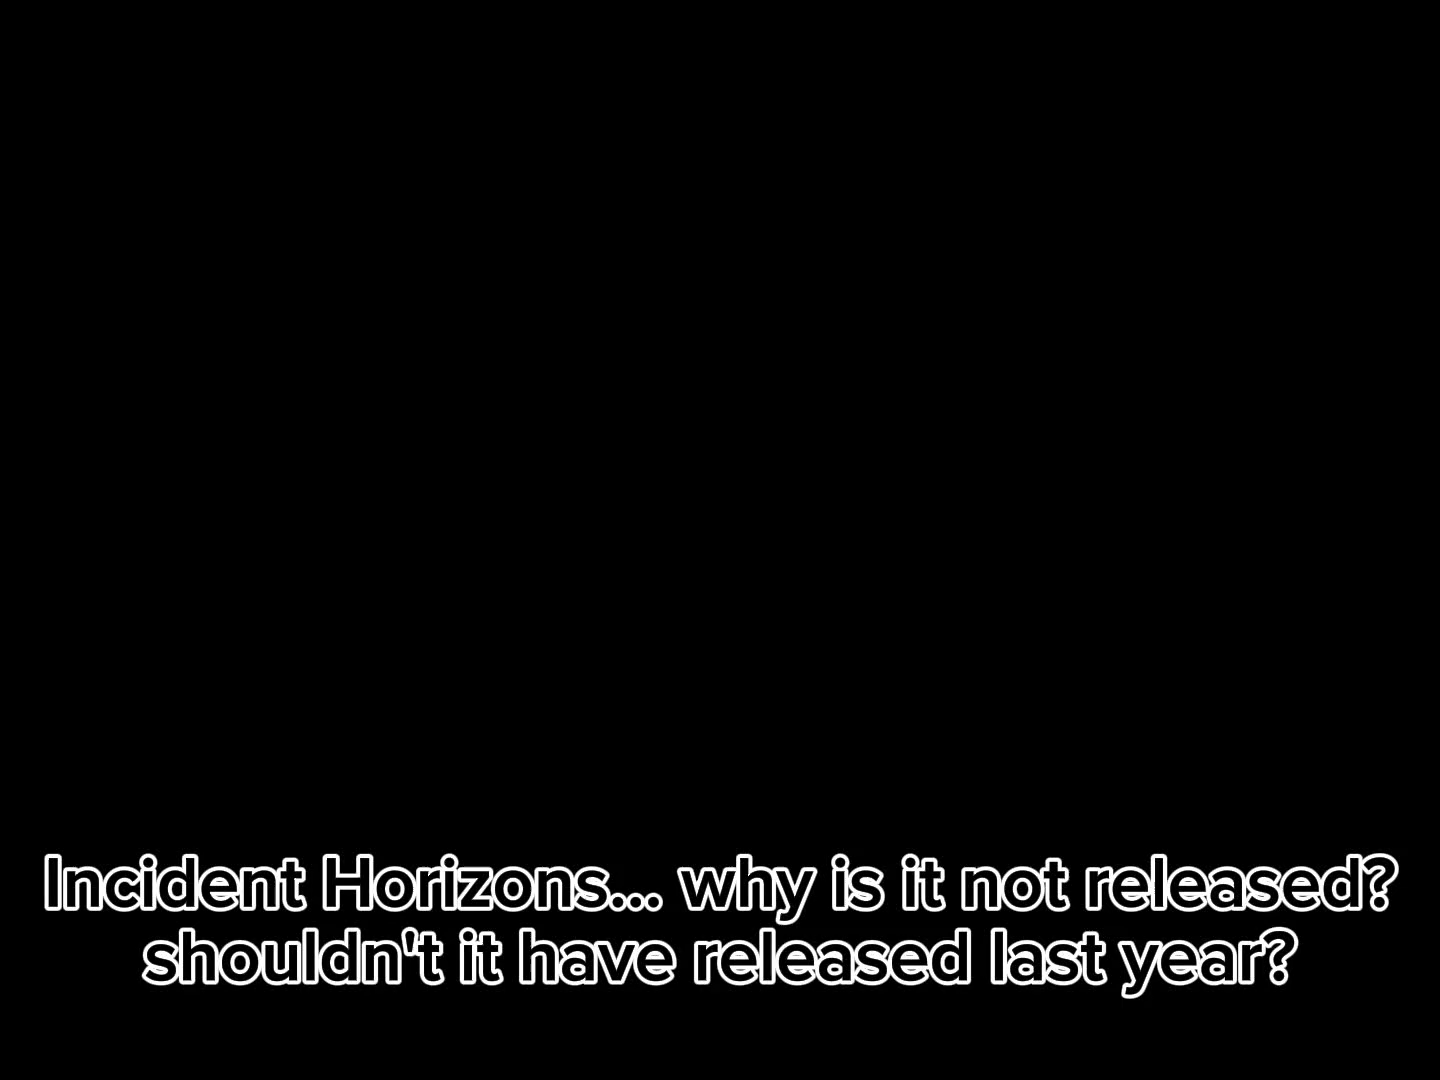 Incident Horizons... why is it not released?
shouldn't it have released last year?